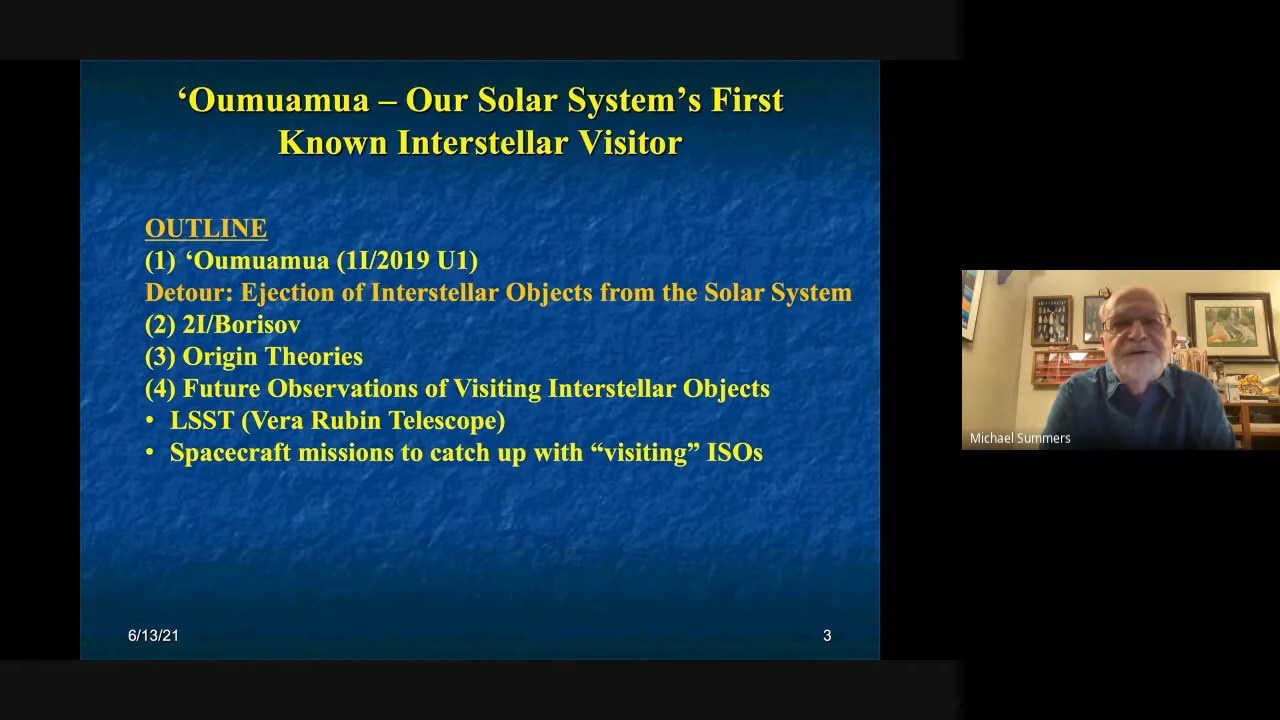 ‘Oumuamua – Our Solar System’s First
Known Interstellar Visitor
OUTLINE
(1) ‘Oumuamua (1I/2019 U1)
Detour: Ejection of Interstellar Objects from the Solar System
(2) 2I/Borisov
(3) Origin Theories
(4) Future Observations of Visiting Interstellar Objects
• LSST (Vera Rubin Telescope)
• Spacecraft missions to catch up with “visiting” ISOs
6/13/21
3
Michael Summers